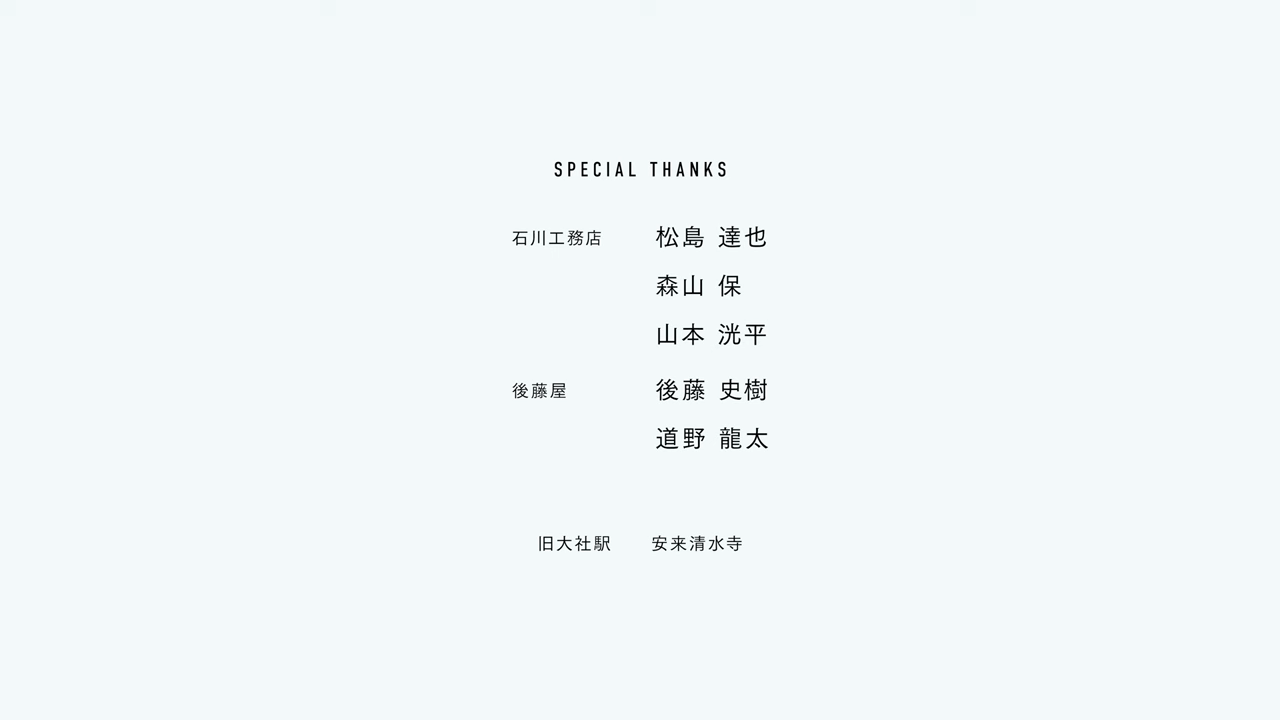 SPECIAL THANKS
石川工務店 松島 達也
森山 保
山本 洸平
後藤屋 後藤 史樹
道野 龍太
旧大社駅 安来清水寺